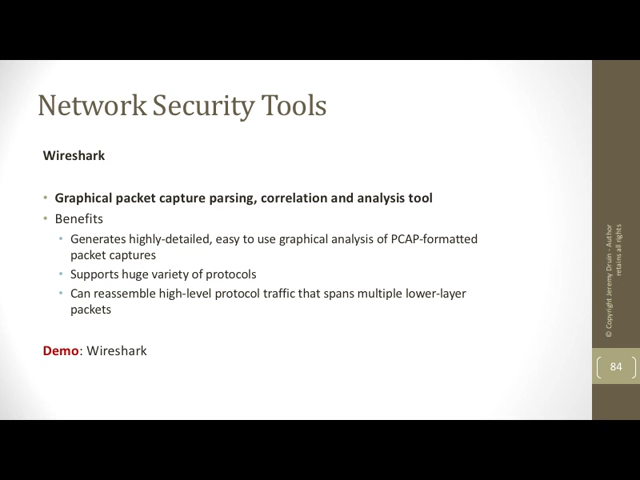 Network Security Tools
Wireshark
• Graphical packet capture parsing, correlation and analysis tool
• Benefits
• Generates highly-detailed, easy to use graphical analysis of PCAP-formatted
packet captures
• Supports huge variety of protocols
• Can reassemble high-level protocol traffic that spans multiple lower-layer
packets
Demo: Wireshark
© Copyright Jeremy Druin - Author
retains all rights
84